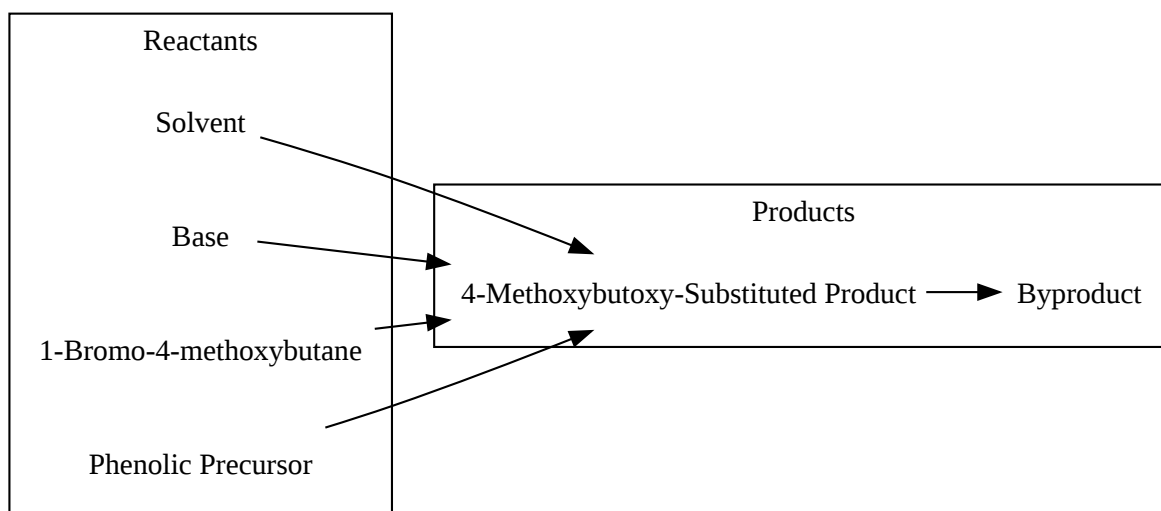 Reactants
Solvent
Base
1-Bromo-4-methoxybutane
Phenolic Precursor
Products
4-Methoxybutoxy-Substituted Product
Byproduct